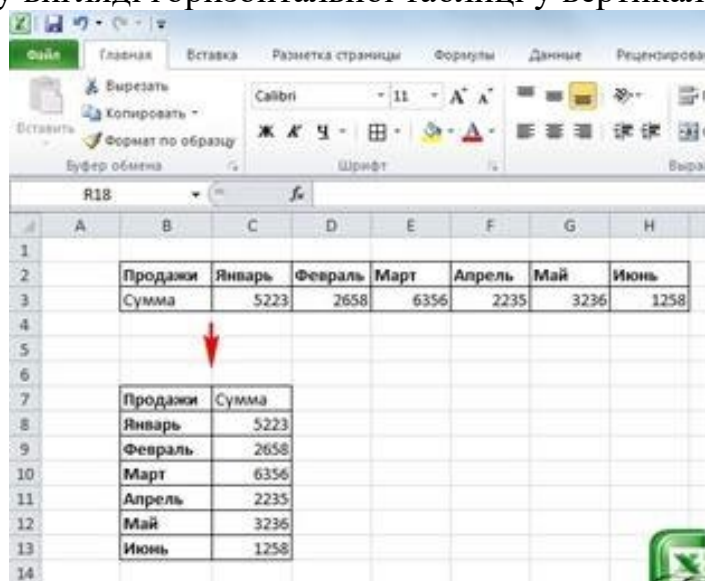 у вигляді горизонтальної таблиці у вертикал
Файл Главная Вставка Разметка страницы Формулы Данные Рецензирова
Вырезать
Копировать
Вставить
Формат по образцу
Calibri 11 A A
Ж К Ч А
Буфер обмена Шрифт Выра
R18 fx
A B C D E F G H
1
2 Продажи Январь Февраль Март Апрель Май Июнь
3 Сумма 5223 2658 6356 2235 3236 1258
4
5
6
7 Продажи Сумма
8 Январь 5223
9 Февраль 2658
10 Март 6356
11 Апрель 2235
12 Май 3236
13 Июнь 1258
14